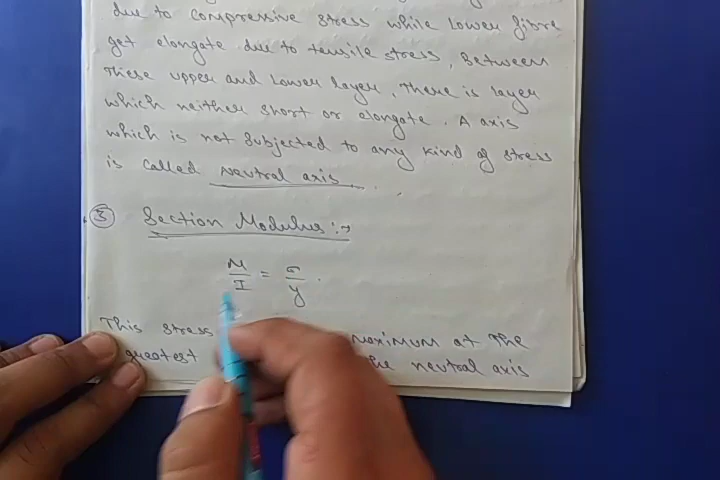 due to compressive stress while lower fibre
get elongate due to tensile stress, Between
these upper and lower layer, There is layer
which neither short or elongate. A axis
which is not subjected to any kind of stress
is called neutral axis.
③ Section Modulus :→
M/I = σ/y
This stress maximum at the
greatest the neutral axis